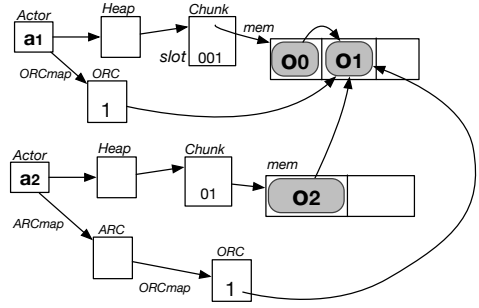 Actor Heap Chunk
a1 mem
slot 001 o0 o1
ORCmap ORC
1
Actor Heap Chunk
a2 mem
01 o2
ARCmap ARC
ORC
ORCmap 1